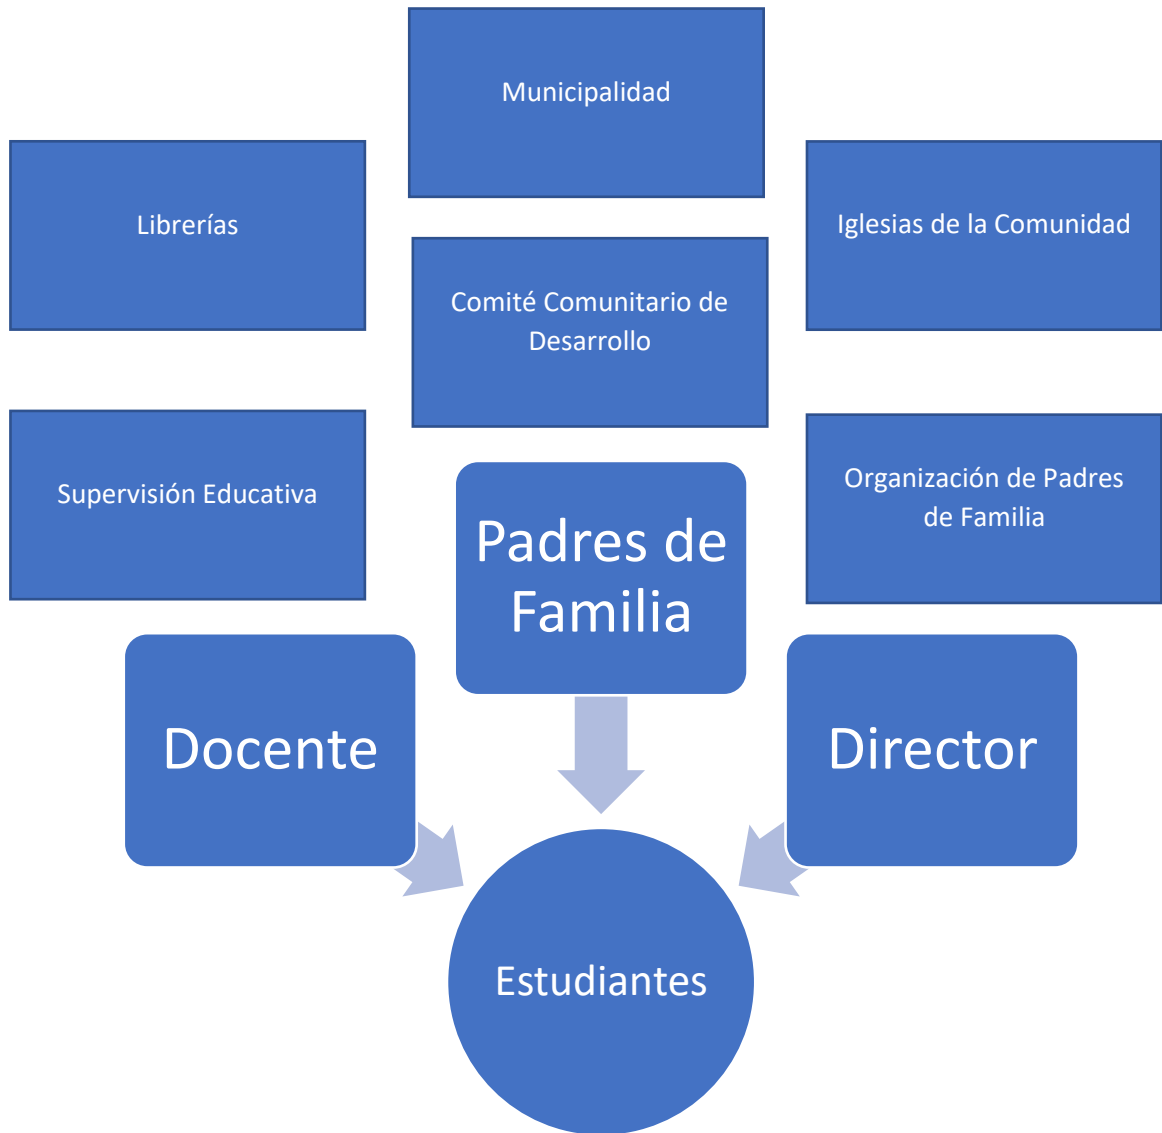 Municipalidad
Librerías
Iglesias de la Comunidad
Comité Comunitario de
Desarrollo
Supervisión Educativa
Organización de Padres
de Familia
Padres de
Familia
Docente
Director
Estudiantes